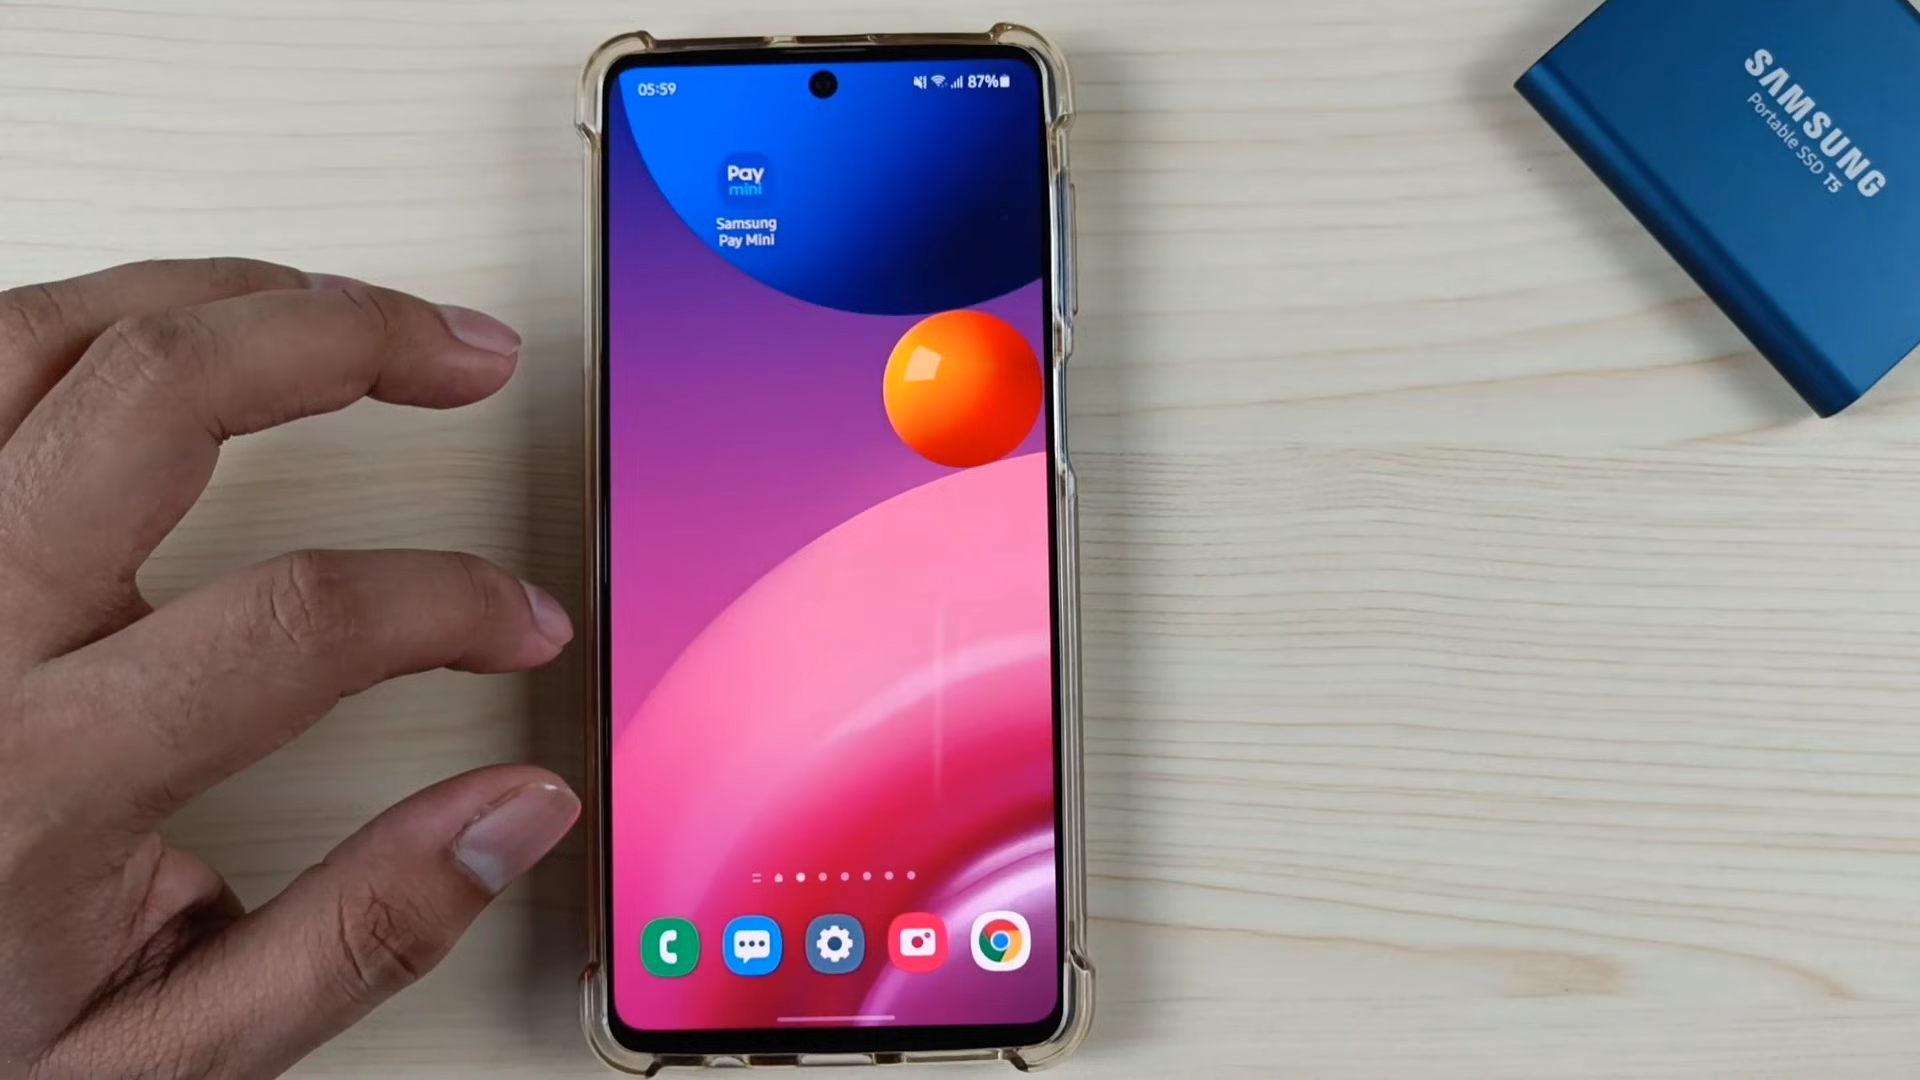 05:59
87%
Pay
mini
Samsung
Pay Mini
SAMSUNG
Portable SSD T5